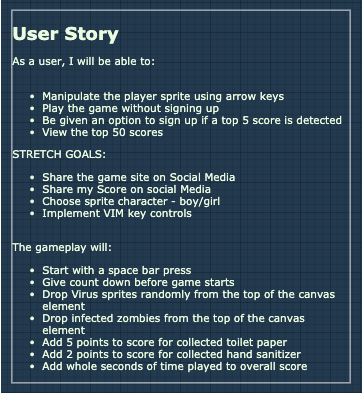 User Story
As a user, I will be able to:
• Manipulate the player sprite using arrow keys
• Play the game without signing up
• Be given an option to sign up if a top 5 score is detected
• View the top 50 scores
STRETCH GOALS:
• Share the game site on Social Media
• Share my Score on social Media
• Choose sprite character - boy/girl
• Implement VIM key controls
The gameplay will:
• Start with a space bar press
• Give count down before game starts
• Drop Virus sprites randomly from the top of the canvas
element
• Drop infected zombies from the top of the canvas
element
• Add 5 points to score for collected toilet paper
• Add 2 points to score for collected hand sanitizer
• Add whole seconds of time played to overall score